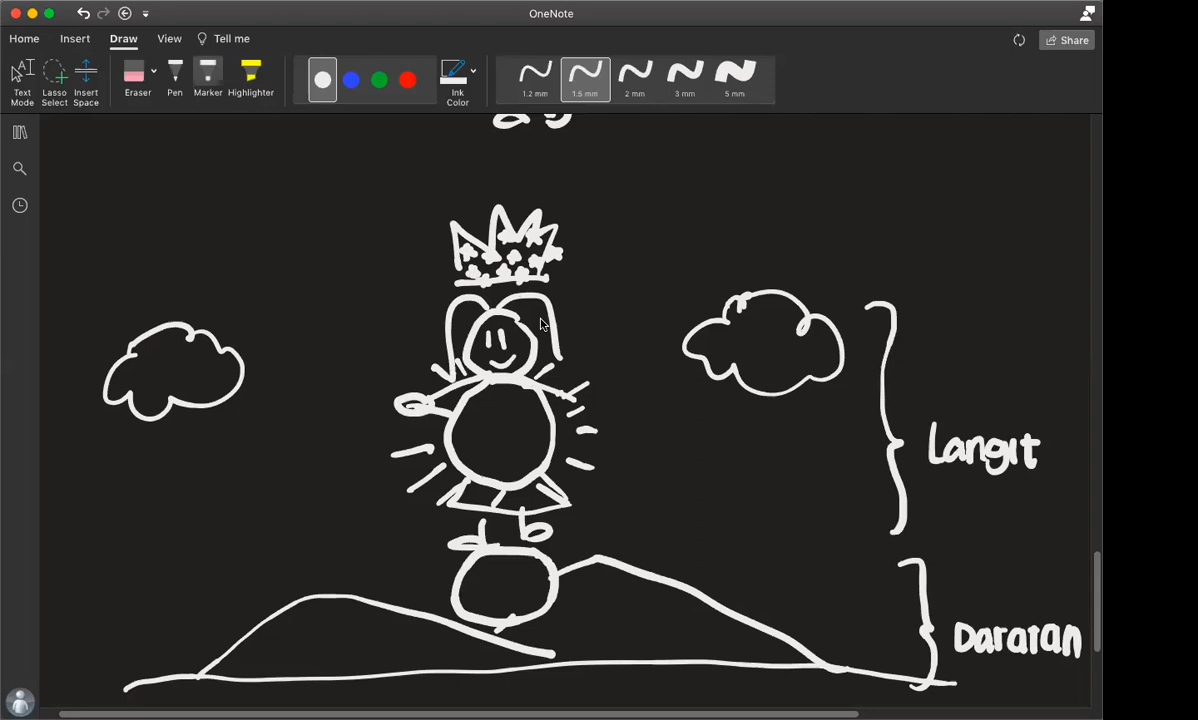 OneNote
Home Insert Draw View Tell me
Share
Text Mode
Lasso Select
Insert Space
Eraser
Pen
Marker
Highlighter
Ink Color
1.2 mm
1.5 mm
2 mm
3 mm
5 mm
Langit
Daratan